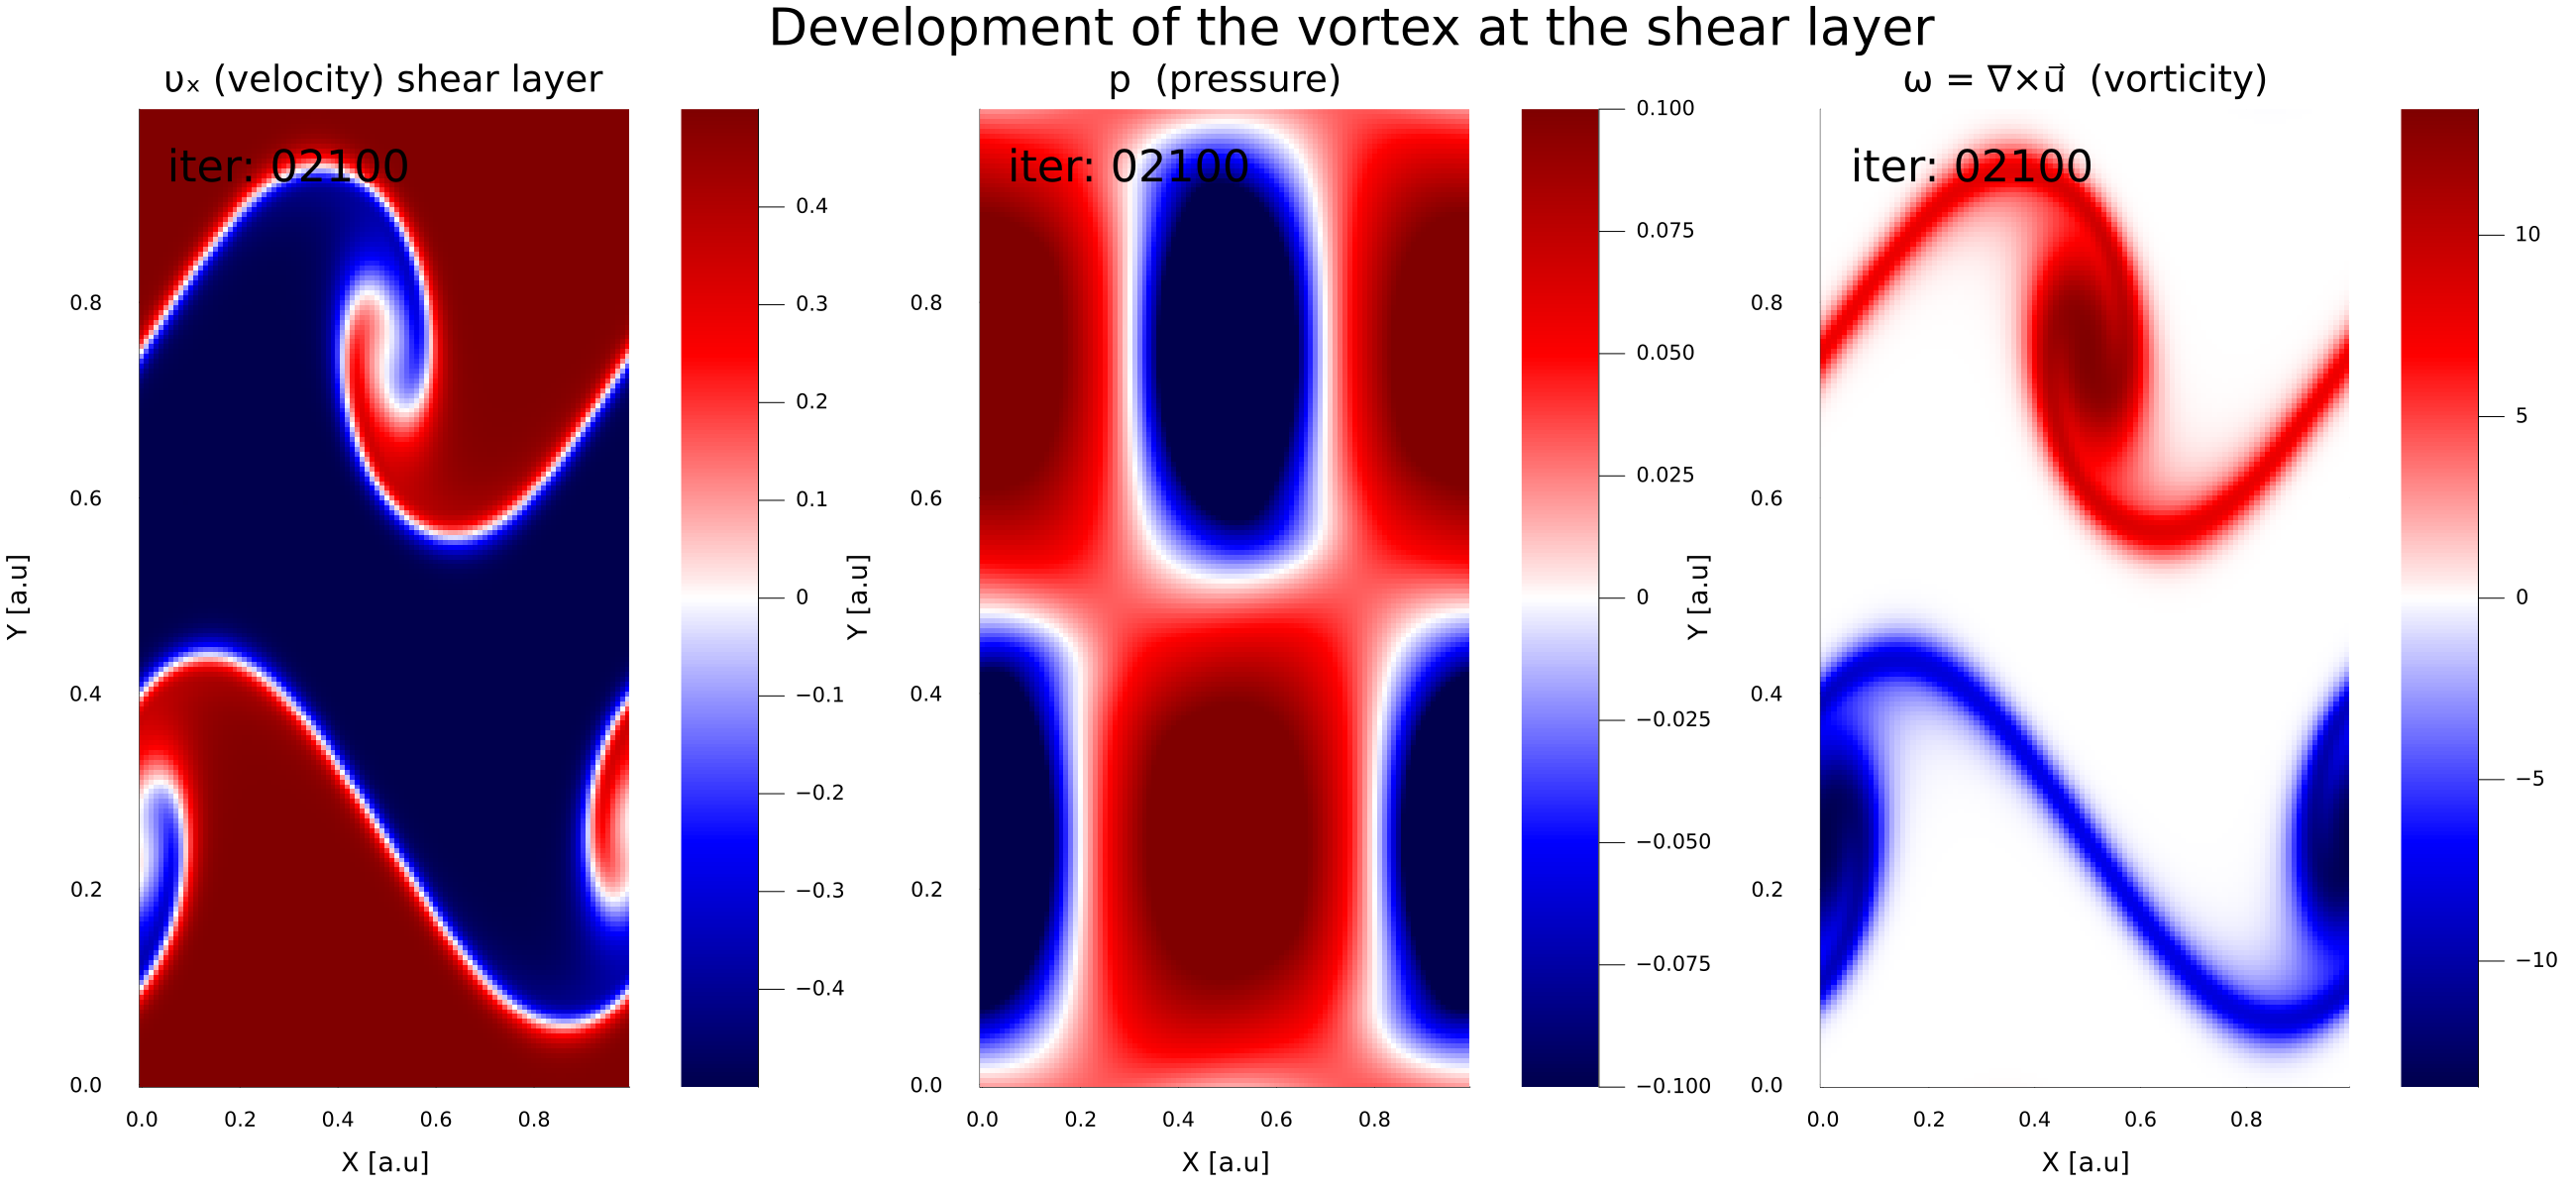 Development of the vortex at the shear layer
υₓ (velocity) shear layer
iter: 02100
Y [a.u]
0.8
0.6
0.4
0.2
0.0
0.0 0.2 0.4 0.6 0.8
X [a.u]
0.4
0.3
0.2
0.1
0
−0.1
−0.2
−0.3
−0.4
p (pressure)
iter: 02100
Y [a.u]
0.8
0.6
0.4
0.2
0.0
0.0 0.2 0.4 0.6 0.8
X [a.u]
0.100
0.075
0.050
0.025
0
−0.025
−0.050
−0.075
−0.100
ω = ∇×u⃗ (vorticity)
iter: 02100
Y [a.u]
0.8
0.6
0.4
0.2
0.0
0.0 0.2 0.4 0.6 0.8
X [a.u]
10
5
0
−5
−10